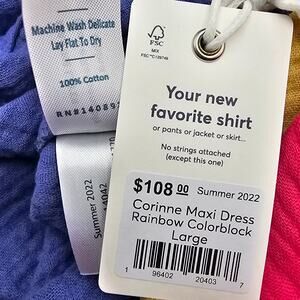 Machine Wash Delicate
Lay Flat To Dry
100% Cotton
RN#14089
Summer 2022
FSC
MIX
Your new
favorite shirt
or pants or jacket or skirt...
No strings attached
(except this one)
$108 00 Summer 2022
Corinne Maxi Dress
Rainbow Colorblock
Large
1 96402 20403 7